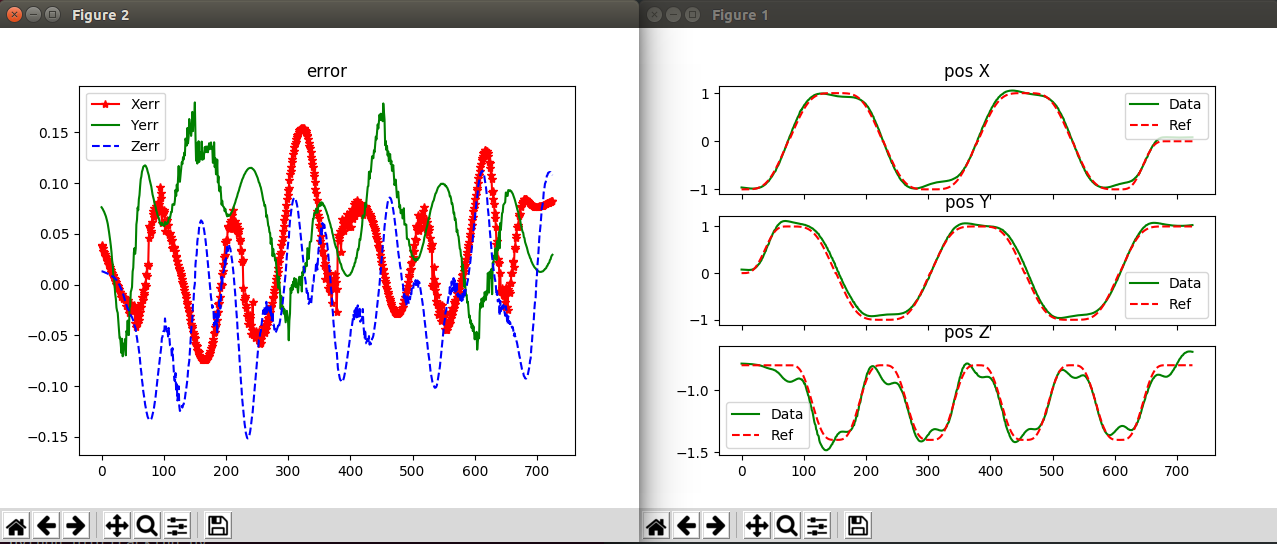 Figure 2
error
Xerr
Yerr
Zerr
0.15
0.10
0.05
0.00
−0.05
−0.10
−0.15
0 100 200 300 400 500 600 700
Figure 1
pos X
1
0
−1
Data
Ref
pos Y
1
0
−1
Data
Ref
pos Z
−1.0
−1.5
Data
Ref
0 100 200 300 400 500 600 700